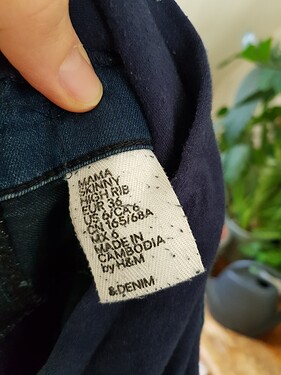 MAMA
SKINNY
HIGH RIB
EUR 36
US 6/CA 6
CN 165/68A
MX 6
MADE IN
CAMBODIA
by H&M
&DENIM